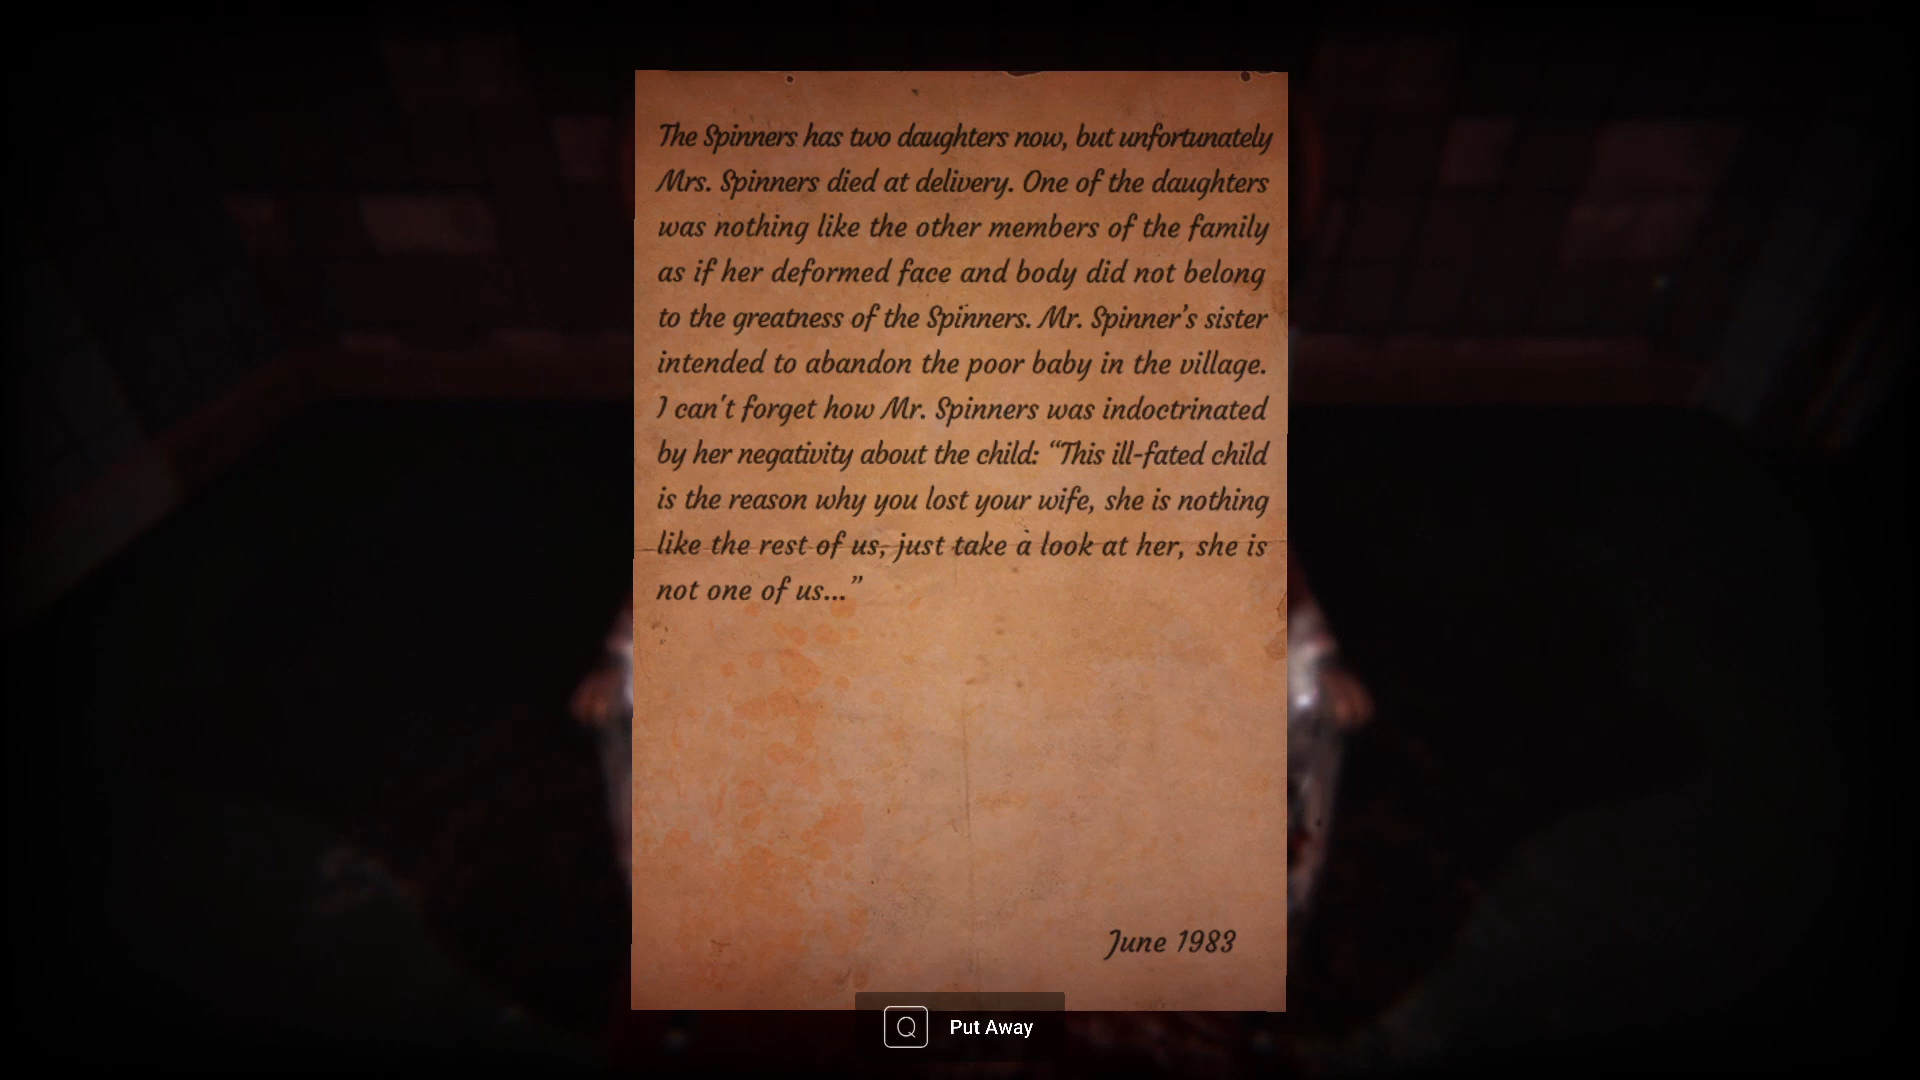 The Spinners has two daughters now, but unfortunately
Mrs. Spinners died at delivery. One of the daughters
was nothing like the other members of the family
as if her deformed face and body did not belong
to the greatness of the Spinners. Mr. Spinner’s sister
intended to abandon the poor baby in the village.
I can't forget how Mr. Spinners was indoctrinated
by her negativity about the child: “This ill-fated child
is the reason why you lost your wife, she is nothing
like the rest of us, just take a look at her, she is
not one of us...”
June 1983
Q Put Away